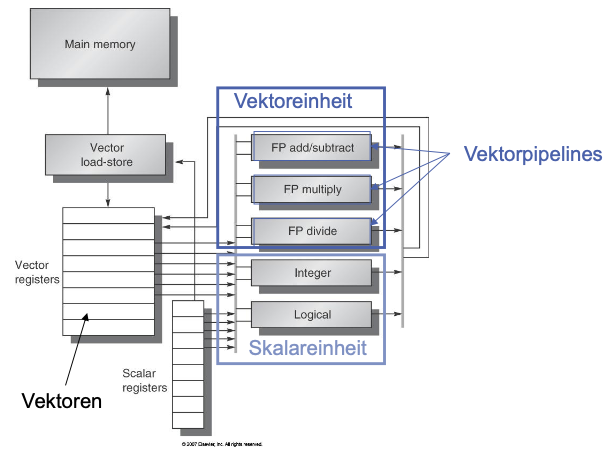 Main memory
Vektoreinheit
Vector
load-store
FP add/subtract
Vektorpipelines
FP multiply
FP divide
Vector
registers
Integer
Logical
Skalareinheit
Scalar
registers
Vektoren
© 2007 Elsevier, Inc. All rights reserved.